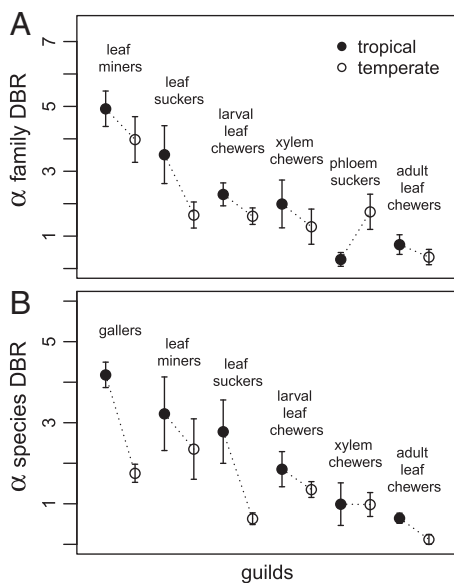 A
tropical
temperate
leaf
miners
leaf
suckers
larval
leaf
chewers
xylem
chewers
phloem
suckers
adult
leaf
chewers
α family DBR
7
5
3
1
B
gallers
leaf
miners
leaf
suckers
larval
leaf
chewers
xylem
chewers
adult
leaf
chewers
α species DBR
5
3
1
guilds